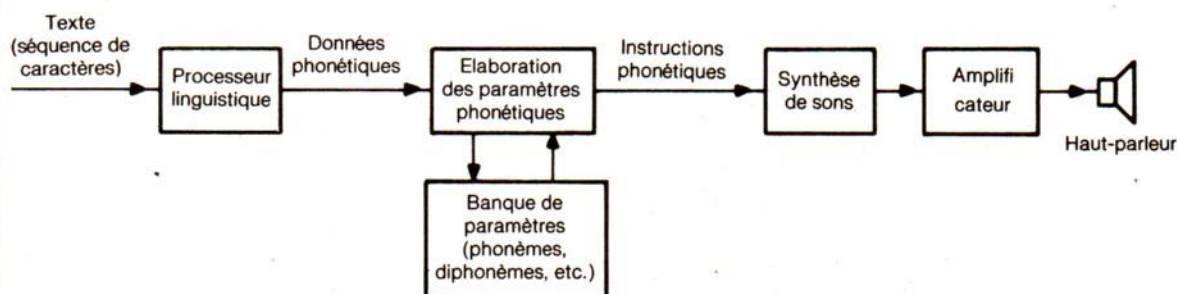 Texte
(séquence de
caractères)
Processeur
linguistique
Données
phonétiques
Elaboration
des paramètres
phonétiques
Instructions
phonétiques
Synthèse
de sons
Amplifi
cateur
Haut-parleur
Banque de
paramètres
(phonèmes,
diphonèmes, etc.)